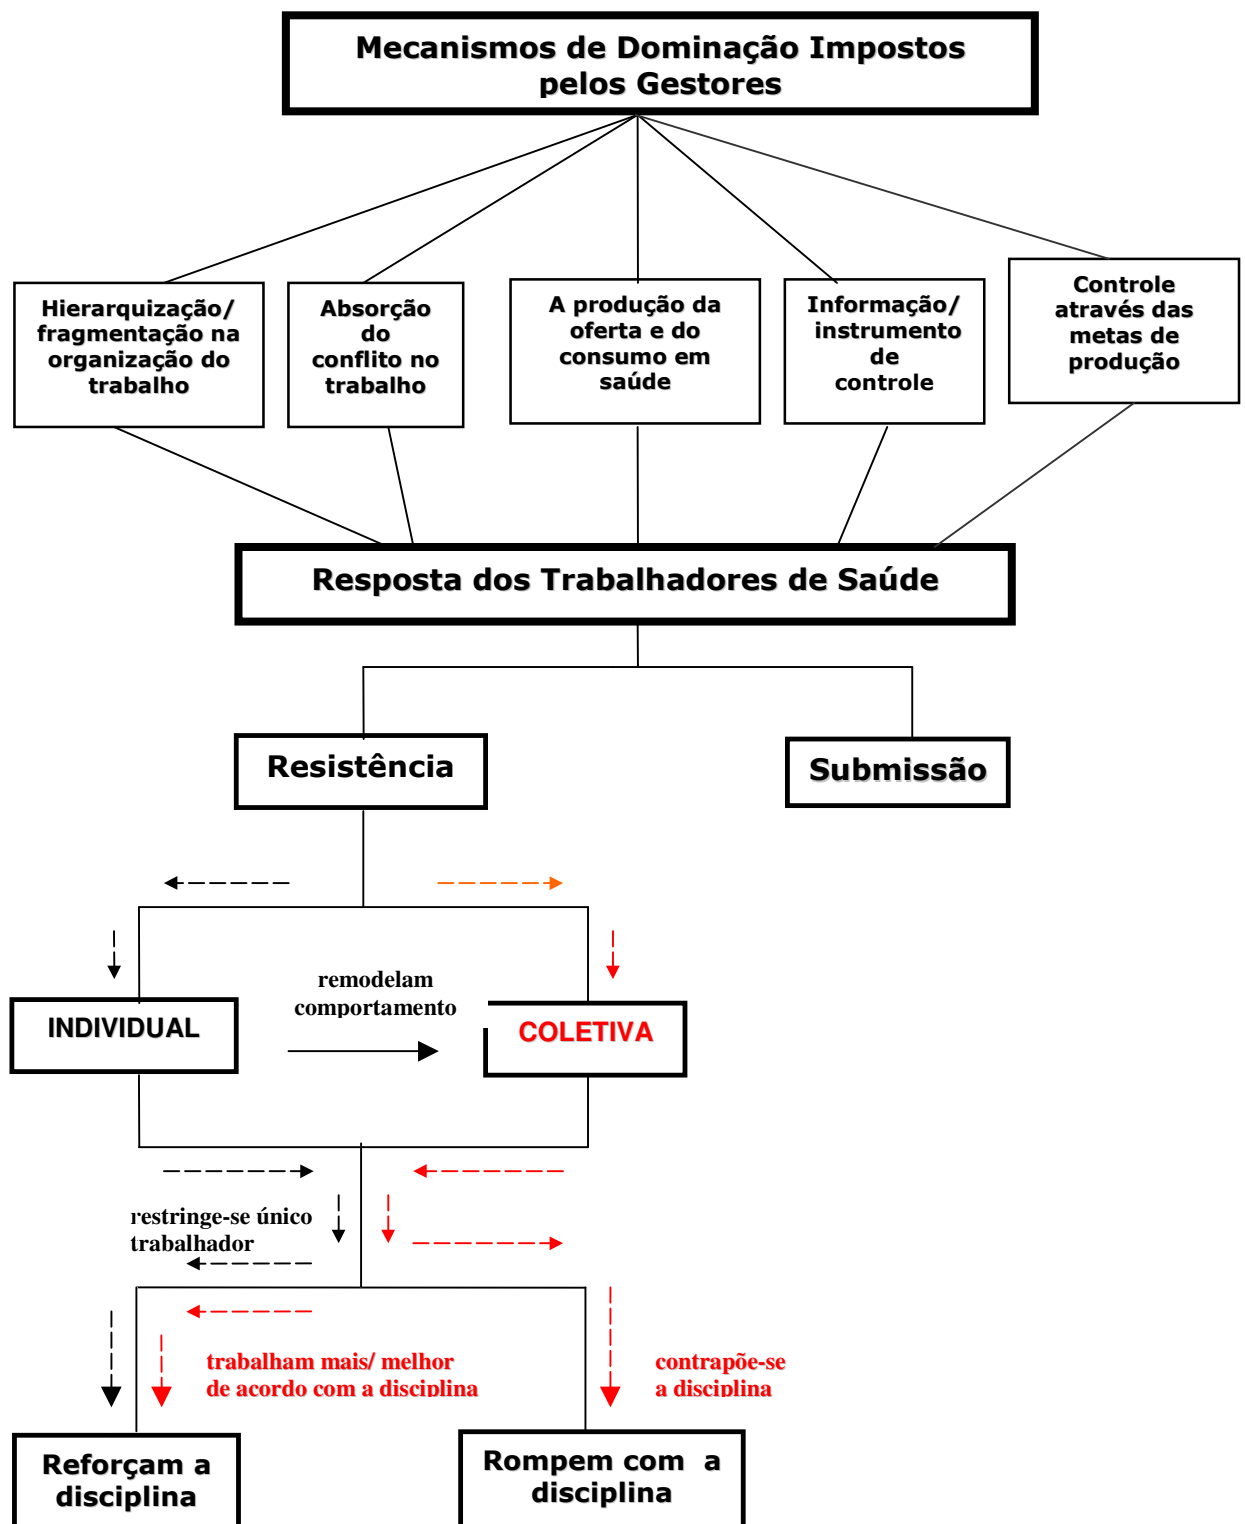 Mecanismos de Dominação Impostos
pelos Gestores
Hierarquização/
fragmentação na
organização do
trabalho
Absorção
do
conflito no
trabalho
A produção da
oferta e do
consumo em
saúde
Informação/
instrumento
de
controle
Controle
através das
metas de
produção
Resposta dos Trabalhadores de Saúde
Resistência
Submissão
remodelam
comportamento
INDIVIDUAL
COLETIVA
restringe-se único
trabalhador
trabalham mais/ melhor
de acordo com a disciplina
contrapõe-se
a disciplina
Reforçam a
disciplina
Rompem com  a
disciplina